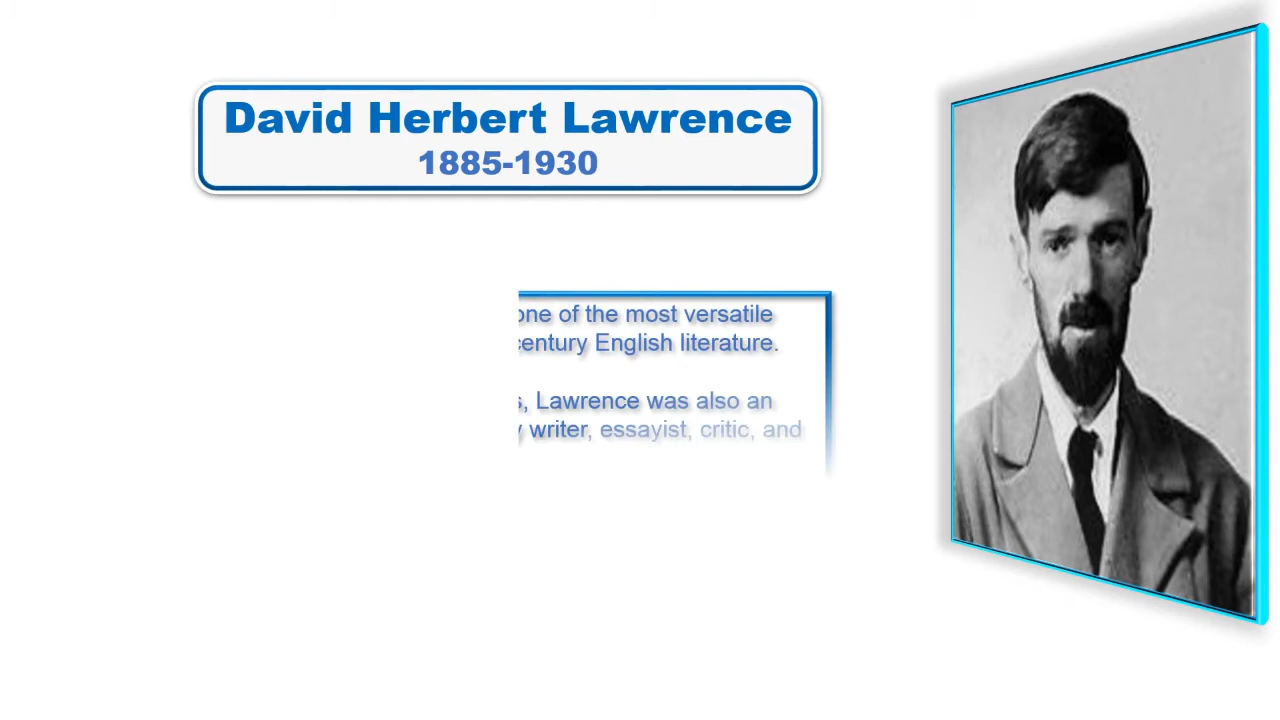 David Herbert Lawrence
1885-1930
one of the most versatile
century English literature.
Lawrence was also an
writer, essayist, critic, and